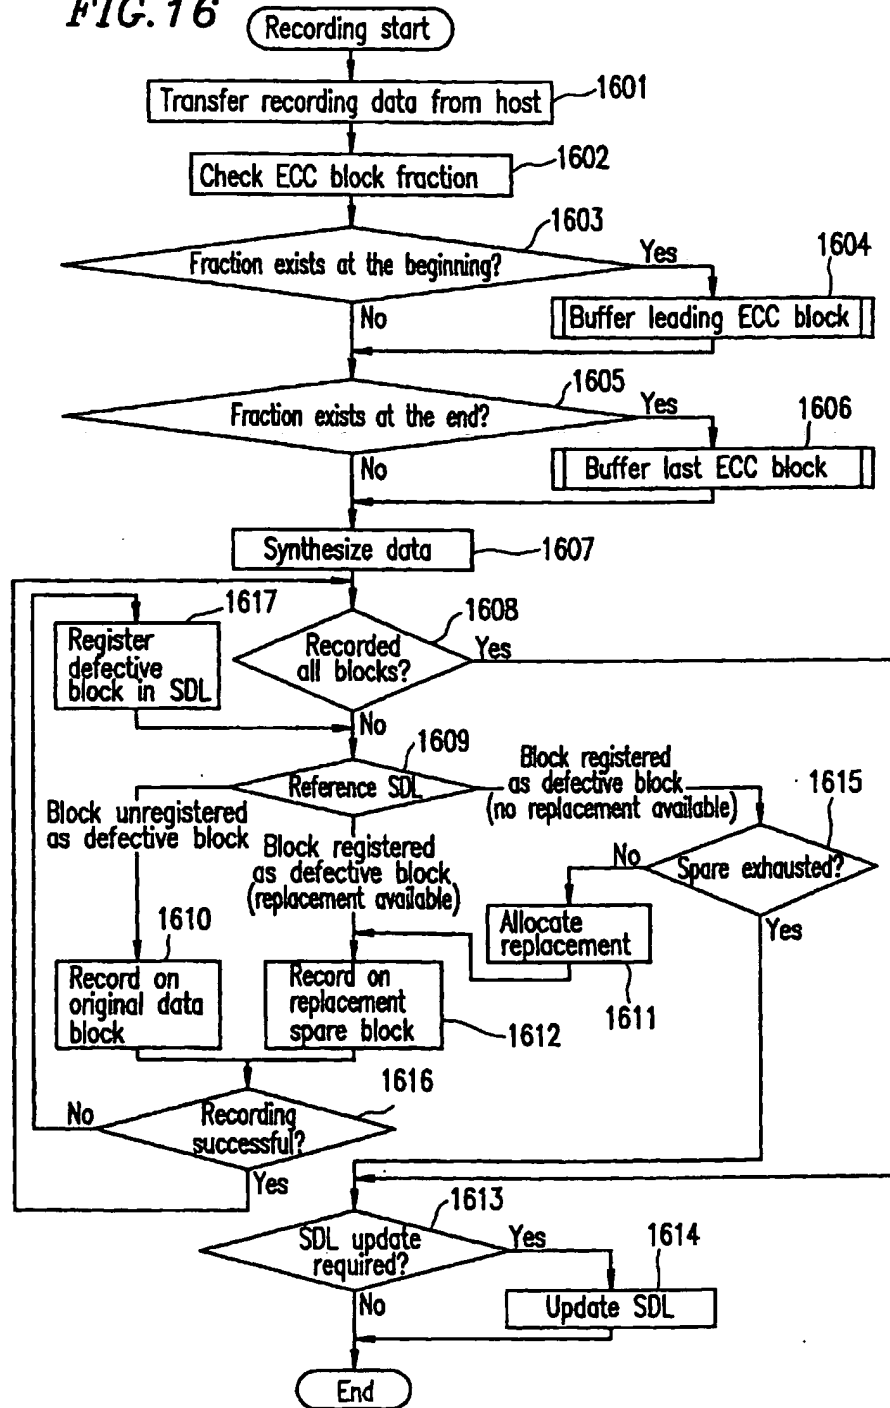 FIG. 16
Recording start
Transfer recording data from host
1601
Check ECC block fraction
1602
1603
Fraction exists at the beginning?
Yes
1604
Buffer leading ECC block
No
1605
Fraction exists at the end?
Yes
1606
Buffer last ECC block
No
Synthesize data
1607
1617
Register
defective
block in SDL
1608
Recorded
all blocks?
Yes
No
1609
Reference SDL
Block registered
as defective block
(no replacement available)
1615
Spare exhausted?
Block unregistered
as defective block
Block registered
as defective block
(replacement available)
No
Yes
Allocate
replacement
1611
1610
Record on
original data
block
Record on
replacement
spare block
1612
1616
Recording
successful?
No
Yes
1613
SDL update
required?
Yes
1614
Update SDL
No
End